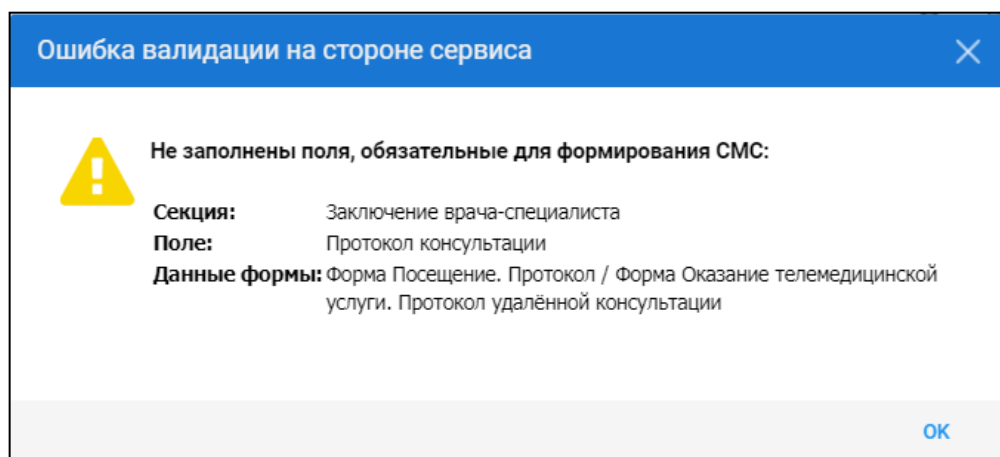 Ошибка валидации на стороне сервиса
Не заполнены поля, обязательные для формирования СМС:
Секция: Заключение врача-специалиста
Поле: Протокол консультации
Данные формы: Форма Посещение. Протокол / Форма Оказание телемедицинской
услуги. Протокол удалённой консультации
ОК